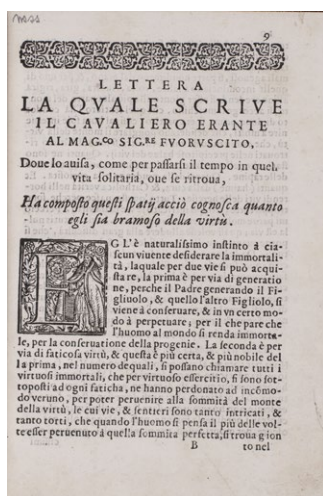 9
LETTERA
LA QVALE SCRIVE
IL CAVALIERO ERANTE
AL MAG.CO SIG.RE FVORVSCITO,
Doue lo auisa, come per passarsi il tempo in quel,
vita solitaria, oue se ritroua,
Ha composto questi spatij acciò cognosca quanto
egli sia bramoso della virtù.
EG L'è naturalissimo instinto à cia-
scun viuente desiderare la immortali-
tà, laquale per due vie si può acqui-
stare, la prima è per via di generatio
ne, perche il Padre generando il Fi-
gliuolo, & quello l'altro Figliolo, si
viene à conseruare, & in vn certo mo-
do à perpetuare; per il che pare che
l'huomo al mondo si renda immorta-
le, per la conseruatione della progenie. La seconda è per
via di faticosa virtù, & questa è più certa, & più nobile del
la prima, nel numero dequali, si possano chiamare tutti i
virtuosi immortali, che per virtuoso essercitio, si sono sot-
toposti ad ogni faticha, ne hanno perdonato ad incōmo-
do veruno, per poter peruenire alla sommità del monte
della virtù, le cui vie, & sentieri sono tanto intricati, &
tanto torti, che quando l'huomo si pensa il più delle vol-
te esser peruenuto à quella sommità perfetta, si troua gion
B to nel